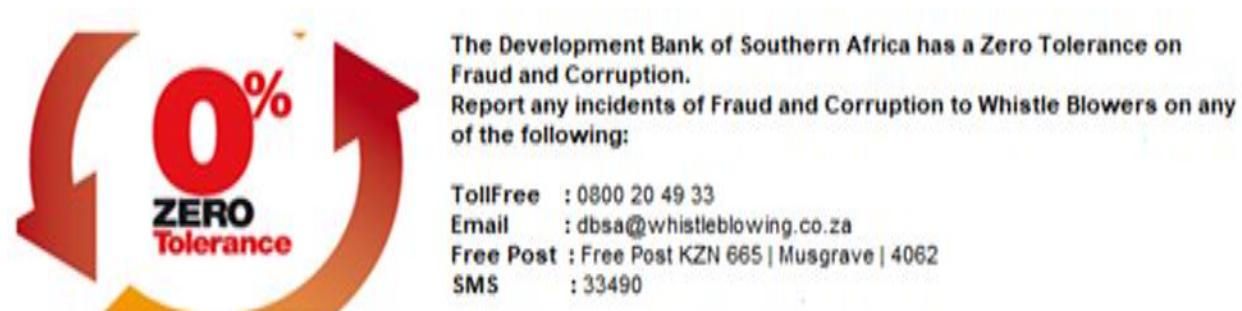 0%
ZERO
Tolerance
The Development Bank of Southern Africa has a Zero Tolerance on
Fraud and Corruption.
Report any incidents of Fraud and Corruption to Whistle Blowers on any
of the following:
TollFree : 0800 20 49 33
Email : dbsa@whistleblowing.co.za
Free Post : Free Post KZN 665 | Musgrave | 4062
SMS : 33490